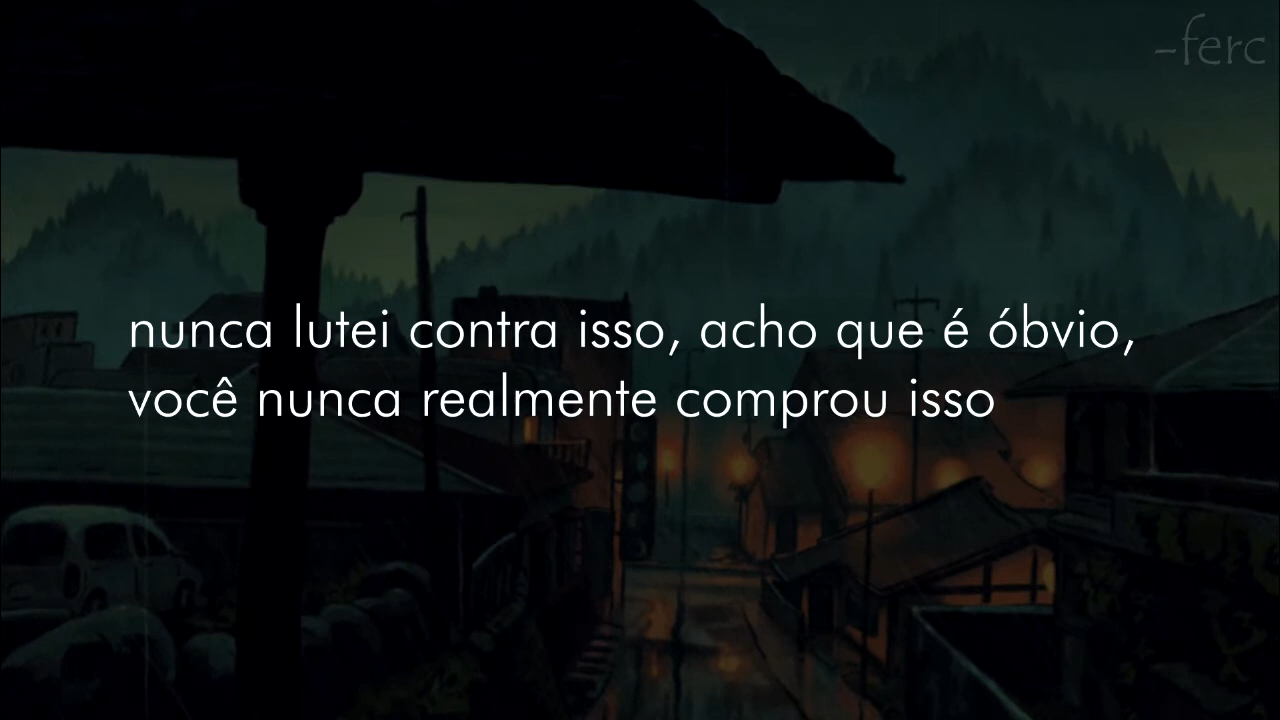 -ferc
nunca lutei contra isso, acho que é óbvio,
você nunca realmente comprou isso